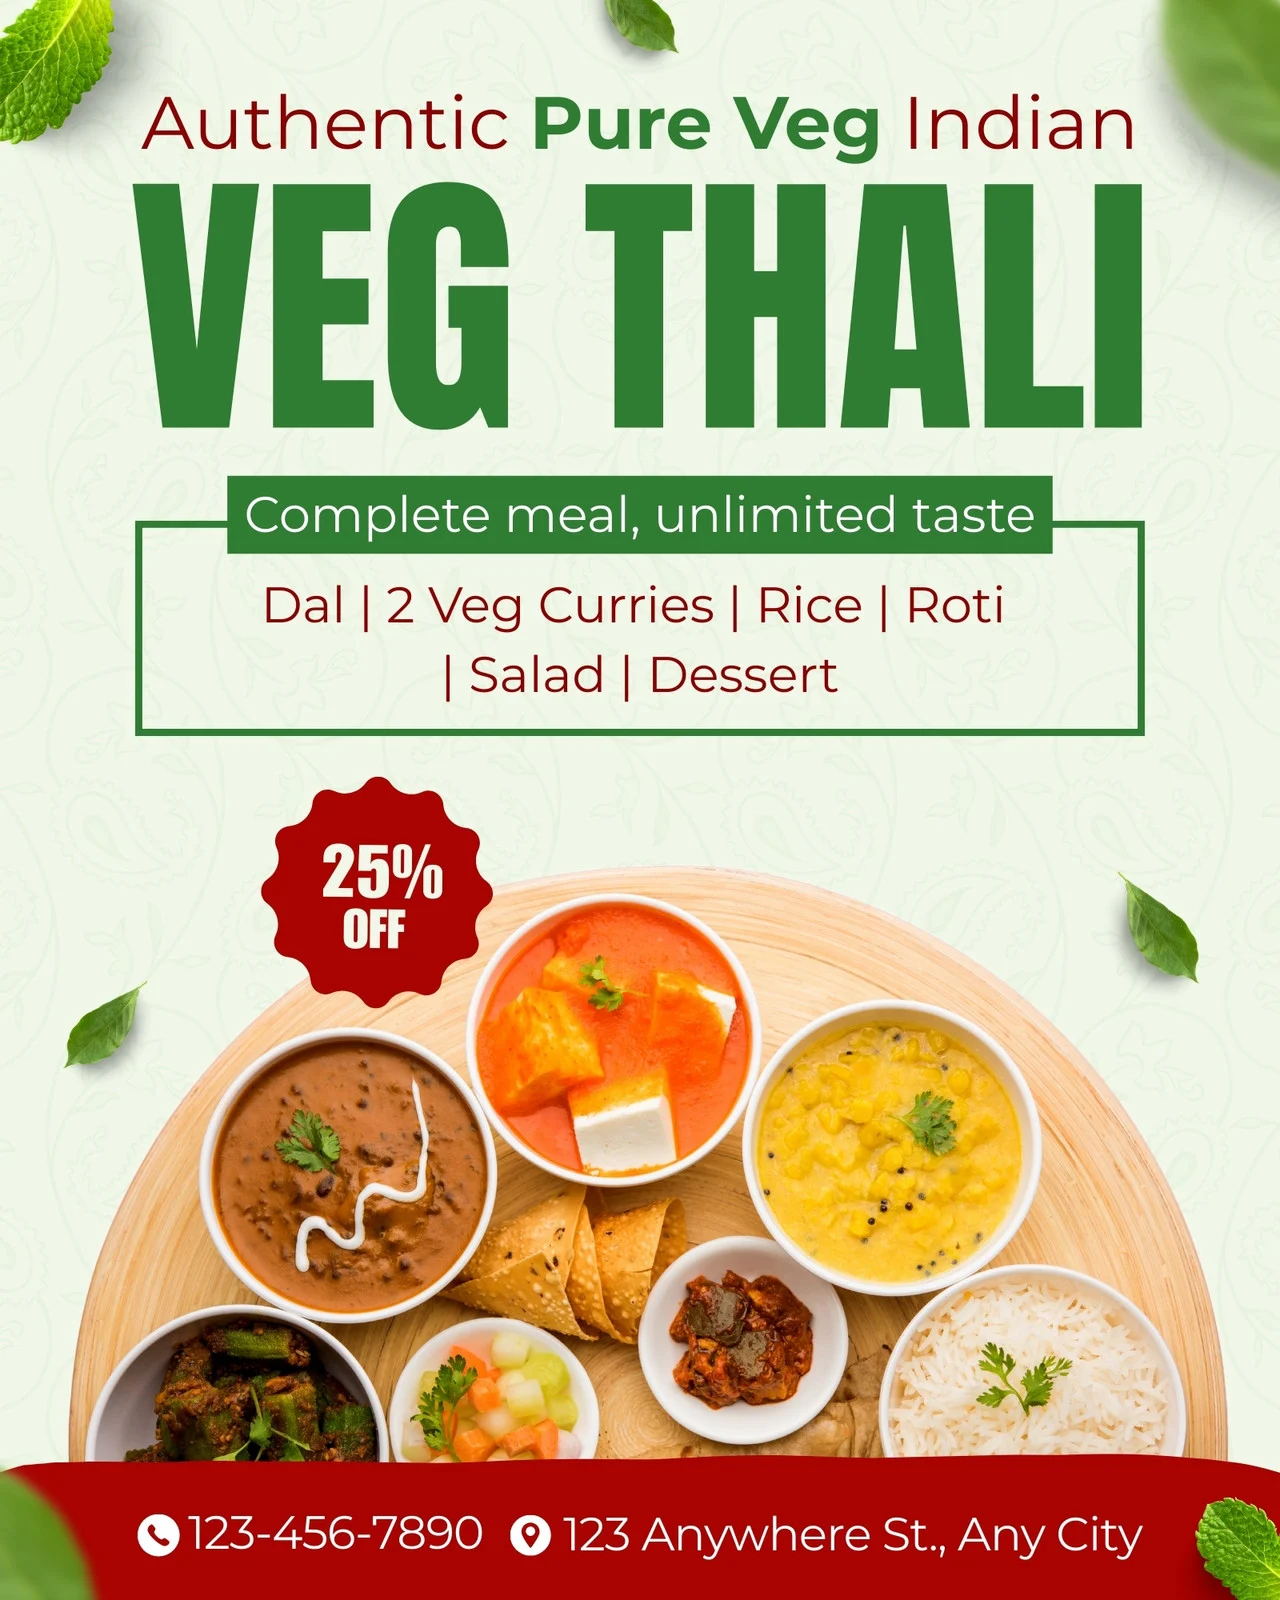 Authentic Pure Veg Indian
VEG THALI
Complete meal, unlimited taste
Dal | 2 Veg Curries | Rice | Roti
| Salad | Dessert
25%
OFF
123-456-7890
123 Anywhere St., Any City